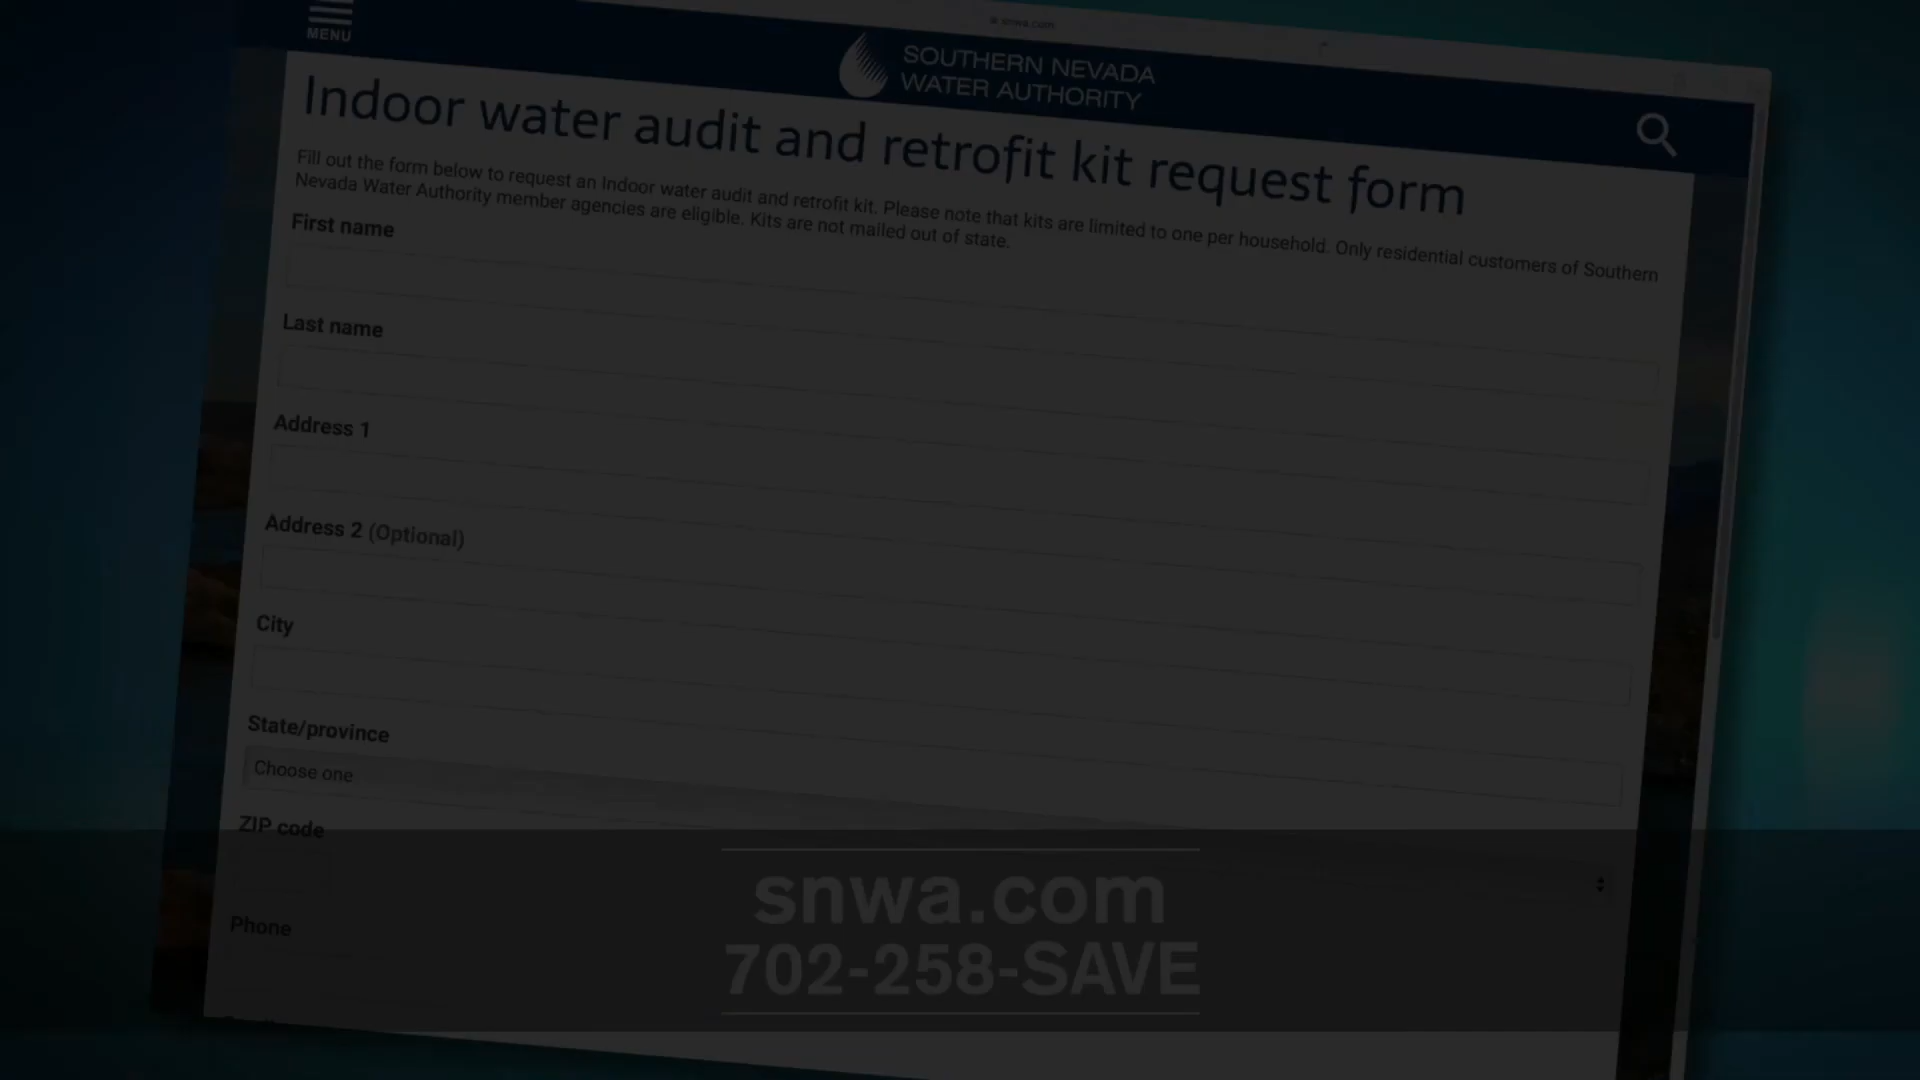 snwa.com
MENU
SOUTHERN NEVADA
WATER AUTHORITY
Indoor water audit and retrofit kit request form
Fill out the form below to request an Indoor water audit and retrofit kit. Please note that kits are limited to one per household. Only residential customers of Southern
Nevada Water Authority member agencies are eligible. Kits are not mailed out of state.
First name
Last name
Address 1
Address 2 (Optional)
City
State/province
Choose one
ZIP code
Phone
snwa.com
702-258-SAVE